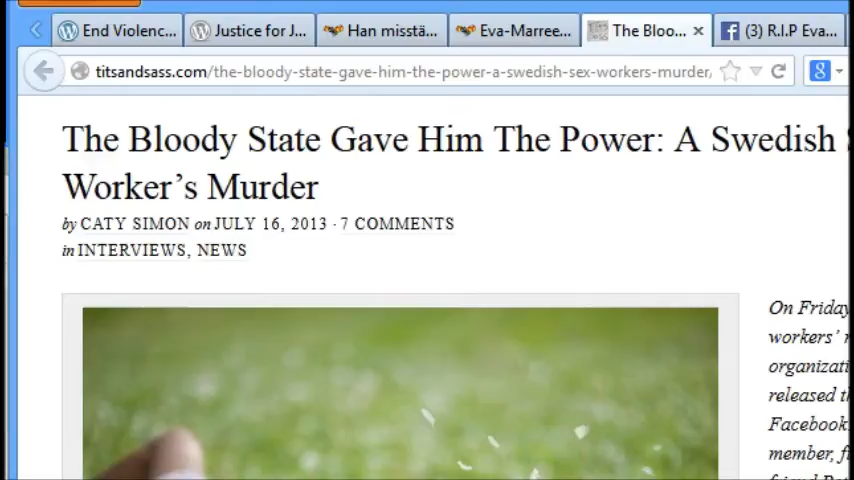 End Violenc... Justice for J... Han misstä... Eva-Marree... The Bloo... (3) R.I.P Eva...
titsandsass.com/the-bloody-state-gave-him-the-power-a-swedish-sex-workers-murder/
The Bloody State Gave Him The Power: A Swedish
Worker's Murder
by CATY SIMON on JULY 16, 2013 · 7 COMMENTS
in INTERVIEWS, NEWS
On Friday
workers'
organizati
released th
Facebook
member, f